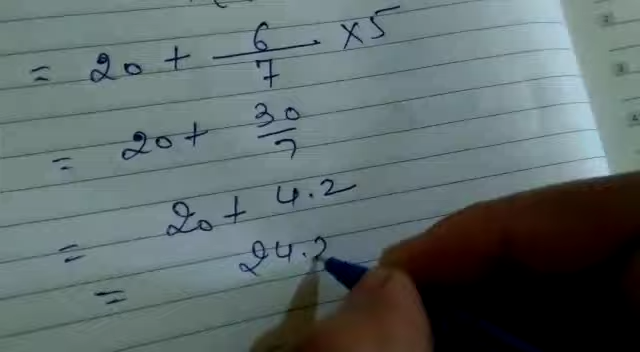 = 20 + 6/7 × 5
= 20 + 30/7
= 20 + 4.2
= 24.2